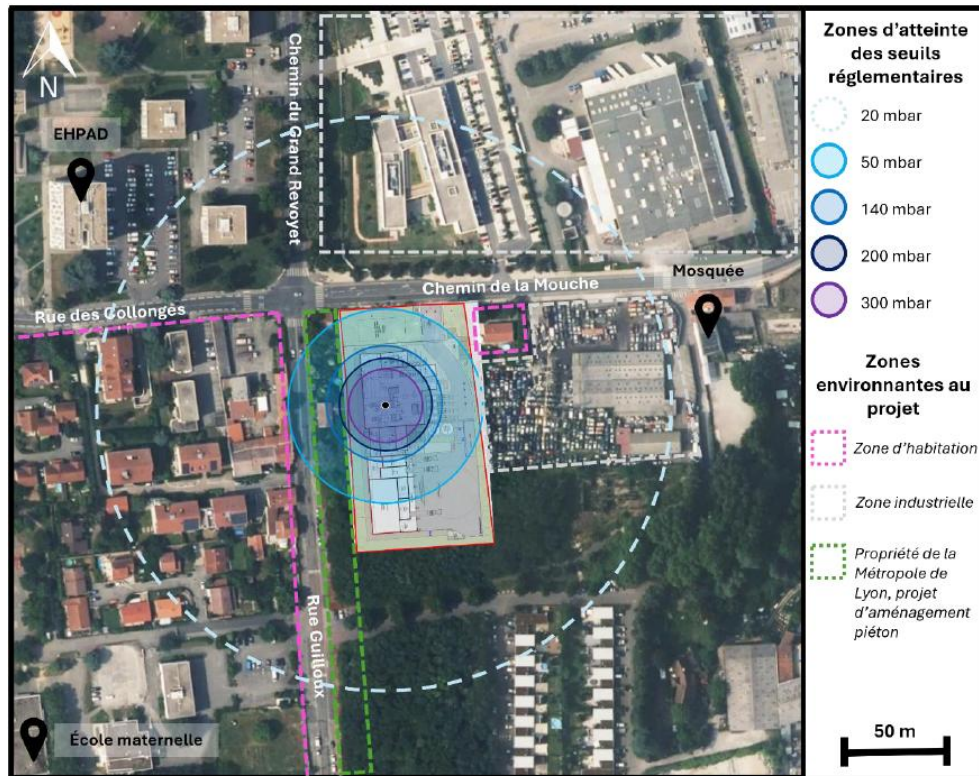 N
EHPAD
Chemin du Grand Revoyet
Rue des Collonges
Chemin de la Mouche
Mosquée
Rue Guilloux
École maternelle
Zones d'atteinte
des seuils
réglementaires
20 mbar
50 mbar
140 mbar
200 mbar
300 mbar
Zones
environnantes au
projet
Zone d'habitation
Zone industrielle
Propriété de la
Métropole de
Lyon, projet
d'aménagement
piéton
50 m